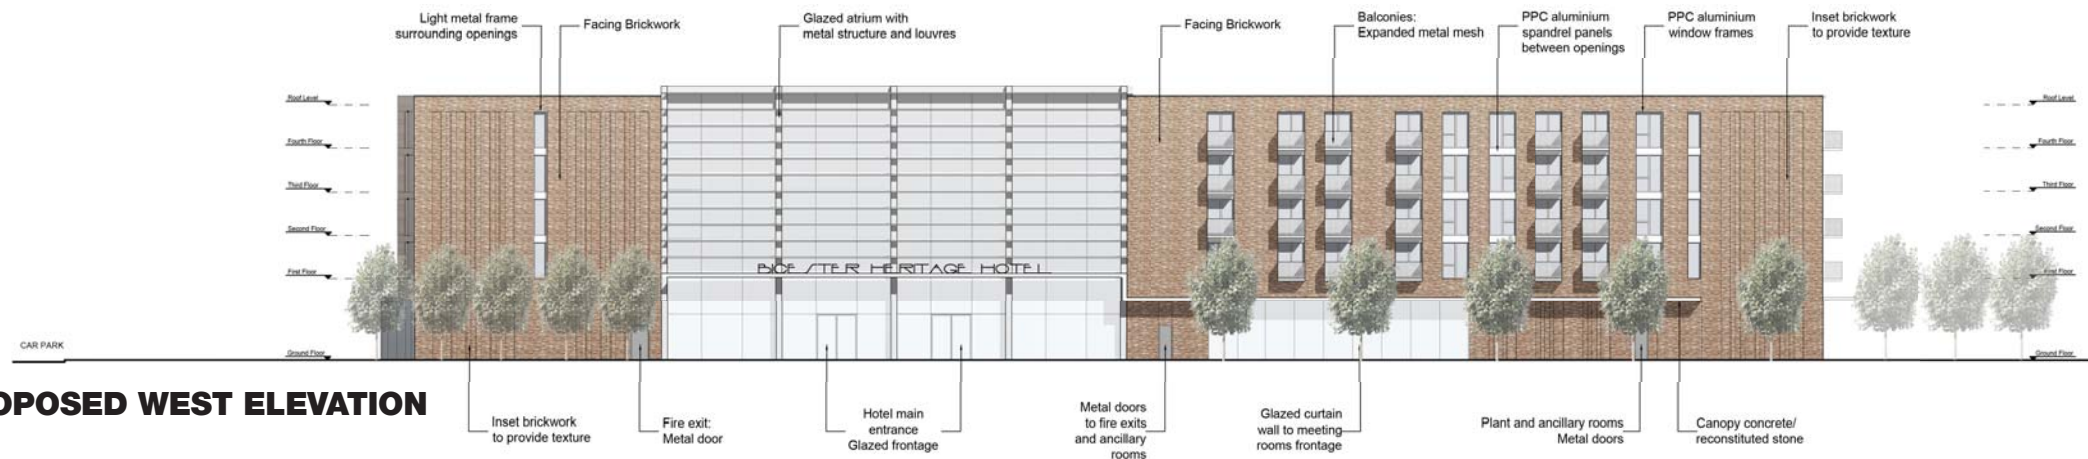 Light metal frame
surrounding openings
Facing Brickwork
Glazed atrium with
metal structure and louvres
Facing Brickwork
Balconies:
Expanded metal mesh
PPC aluminium
spandrel panels
between openings
PPC aluminium
window frames
Inset brickwork
to provide texture
Roof Level
Roof Level
Fourth Floor
Fourth Floor
Third Floor
Third Floor
Second Floor
Second Floor
First Floor
First Floor
BICESTER HERITAGE HOTEL
CAR PARK
Ground Floor
Ground Floor
OPOSED WEST ELEVATION
Inset brickwork
to provide texture
Fire exit:
Metal door
Hotel main
entrance
Glazed frontage
Metal doors
to fire exits
and ancillary
rooms
Glazed curtain
wall to meeting
rooms frontage
Plant and ancillary rooms
Metal doors
Canopy concrete/
reconstituted stone